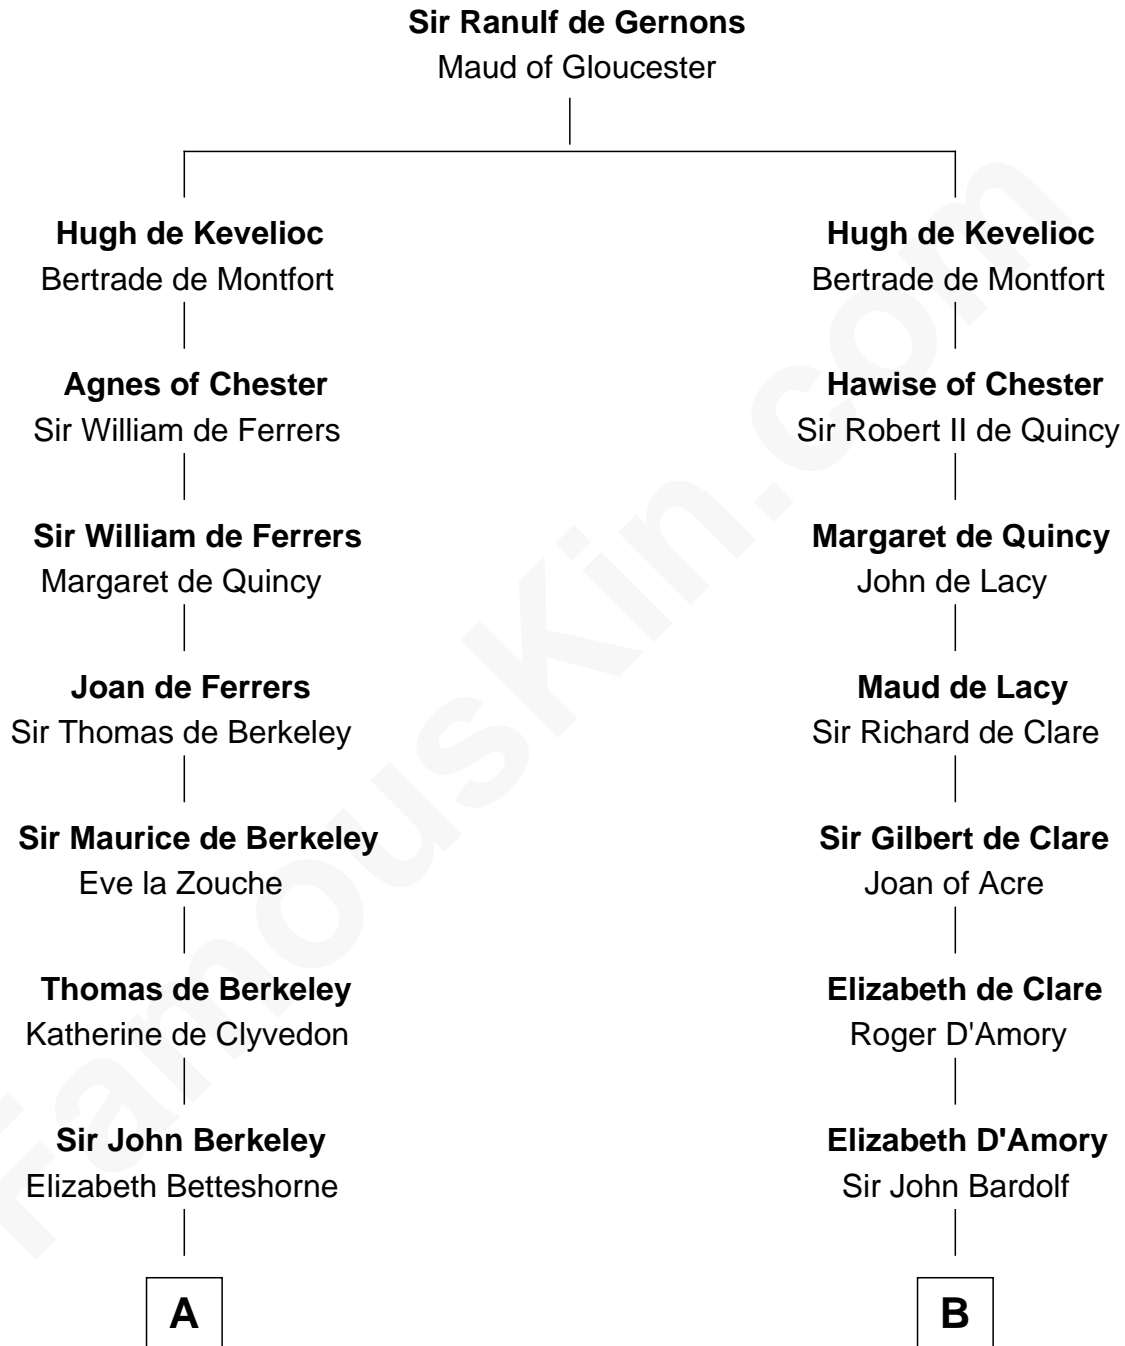 Sir Ranulf de Gernons
Maud of Gloucester
Hugh de Kevelioc
Bertrade de Montfort
Agnes of Chester
Sir William de Ferrers
Sir William de Ferrers
Margaret de Quincy
Joan de Ferrers
Sir Thomas de Berkeley
Sir Maurice de Berkeley
Eve la Zouche
Thomas de Berkeley
Katherine de Clyvedon
Sir John Berkeley
Elizabeth Betteshorne
A
Hugh de Kevelioc
Bertrade de Montfort
Hawise of Chester
Sir Robert II de Quincy
Margaret de Quincy
John de Lacy
Maud de Lacy
Sir Richard de Clare
Sir Gilbert de Clare
Joan of Acre
Elizabeth de Clare
Roger D'Amory
Elizabeth D'Amory
Sir John Bardolf
B
FamousKin.com